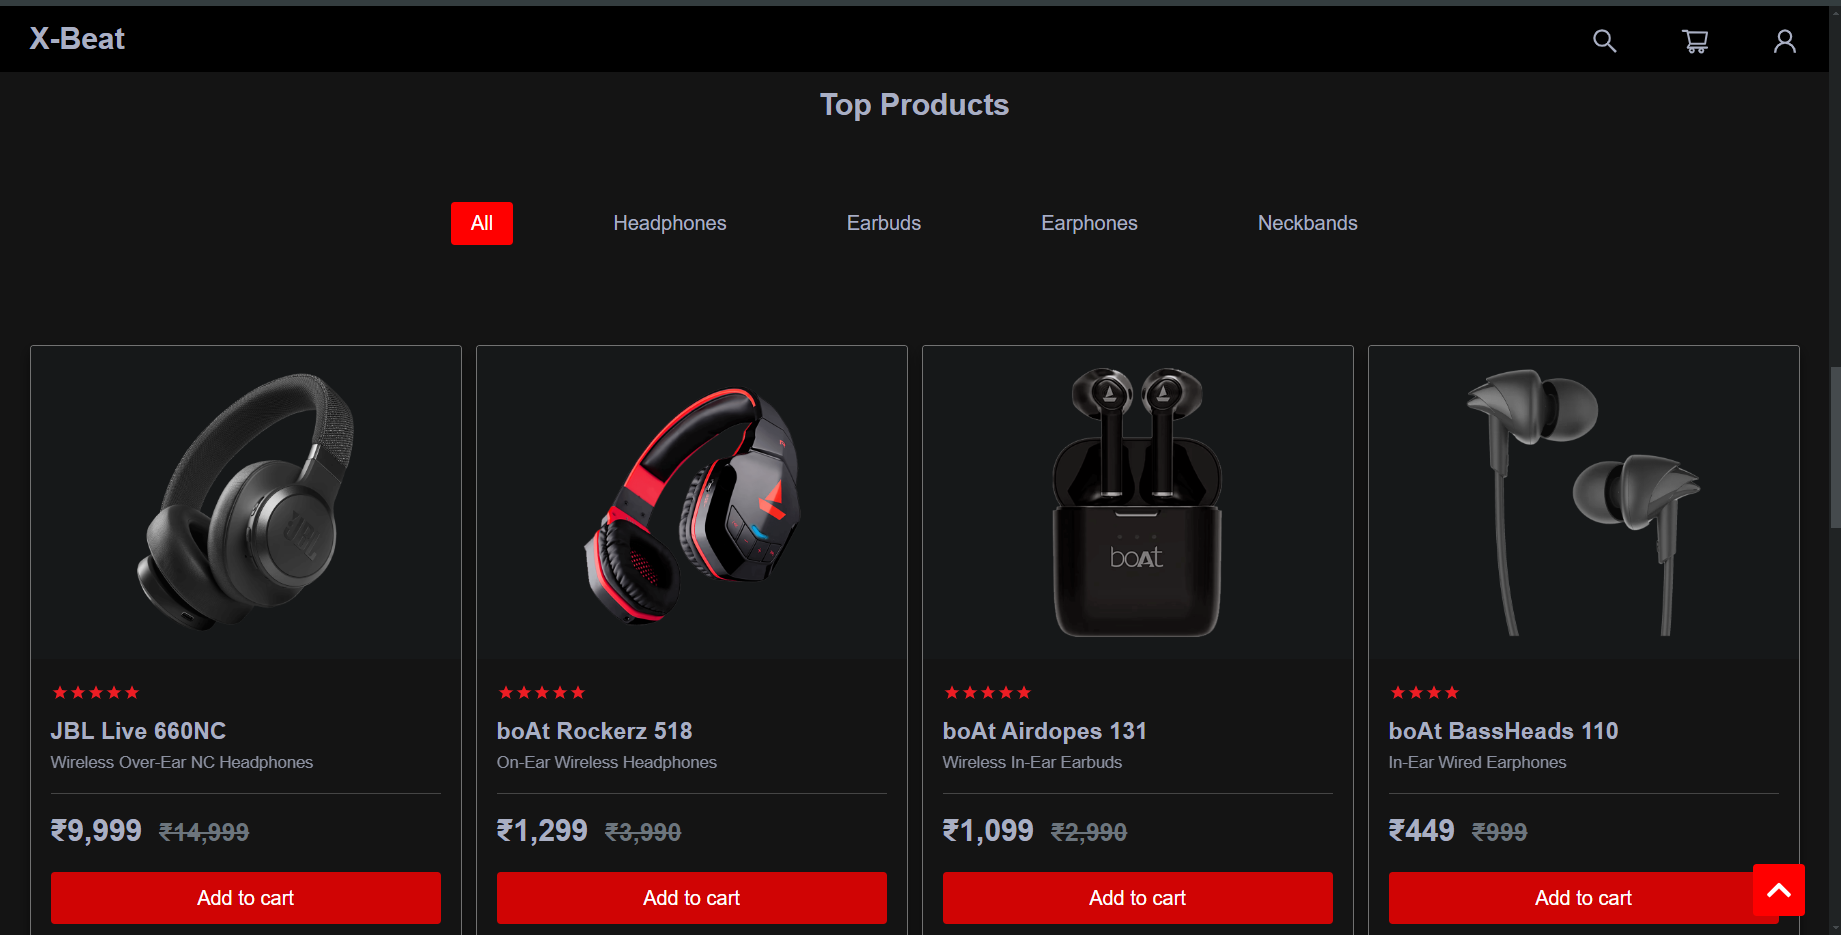 X-Beat
Top Products
All
Headphones
Earbuds
Earphones
Neckbands
JBL
boAt
JBL Live 660NC
Wireless Over-Ear NC Headphones
₹9,999 ₹14,999
Add to cart
boAt Rockerz 518
On-Ear Wireless Headphones
₹1,299 ₹3,990
Add to cart
boAt Airdopes 131
Wireless In-Ear Earbuds
₹1,099 ₹2,990
Add to cart
boAt BassHeads 110
In-Ear Wired Earphones
₹449 ₹999
Add to cart